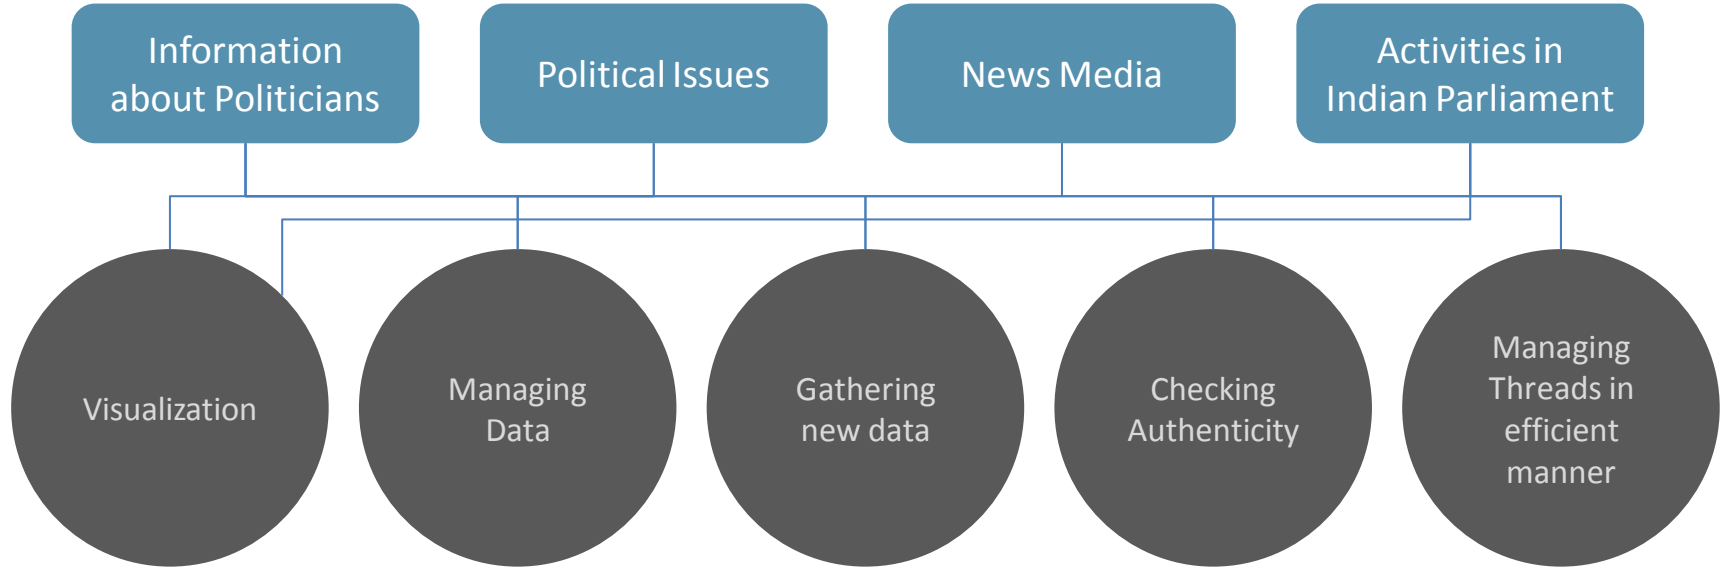 Information
about Politicians
Political Issues
News Media
Activities in
Indian Parliament
Visualization
Managing
Data
Gathering
new data
Checking
Authenticity
Managing
Threads in
efficient
manner